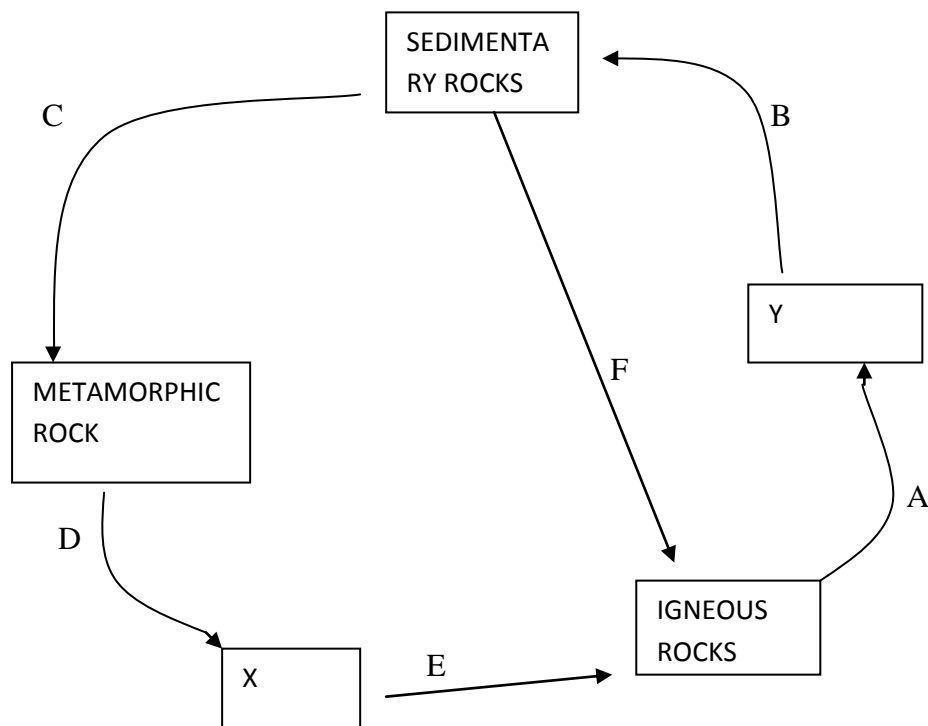 SEDIMENTA
RY ROCKS
C
B
Y
F
METAMORPHIC
ROCK
A
D
IGNEOUS
ROCKS
X
E